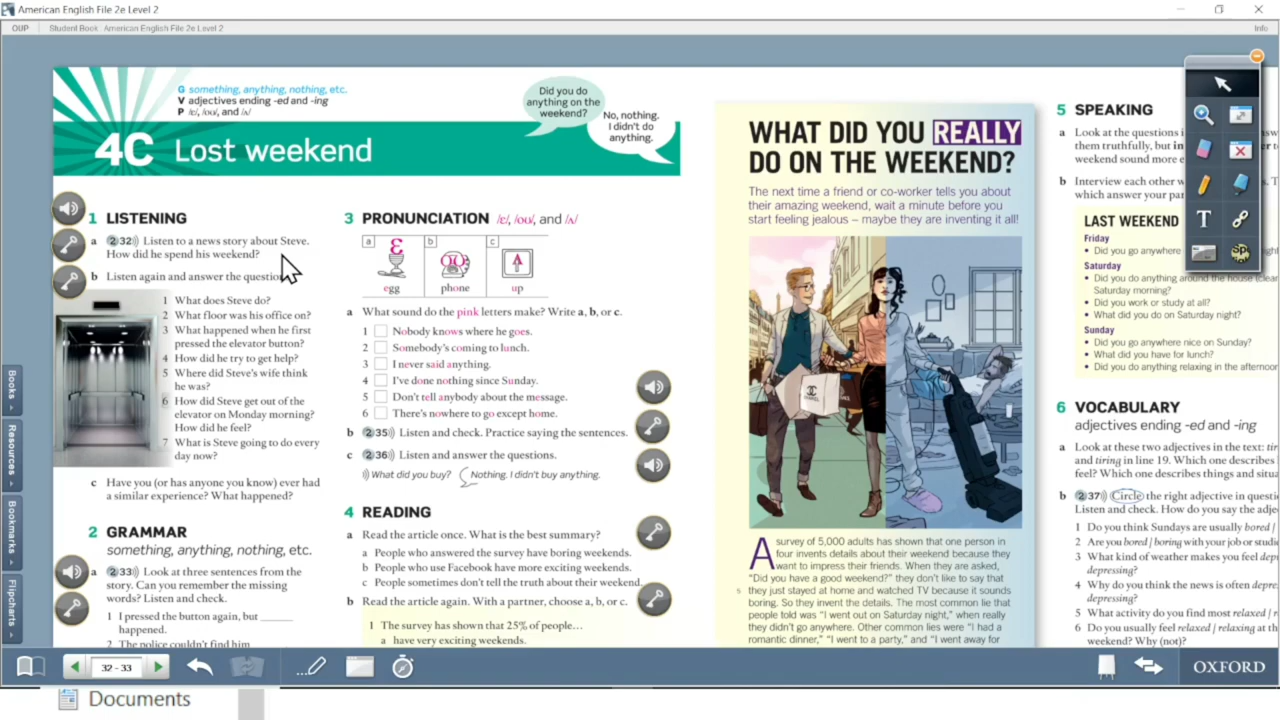 American English File 2e Level 2
OUP
Student Book American English File 2e Level 2
Info
G something, anything, nothing, etc.
V adjectives ending -ed and -ing
P /ɛ/, /oʊ/, and /ʌ/
Did you do
anything on the
weekend?
No, nothing.
I didn't do
anything.
4C Lost weekend
1 LISTENING
a 2 32))) Listen to a news story about Steve.
How did he spend his weekend?
b Listen again and answer the question
1 What does Steve do?
2 What floor was his office on?
3 What happened when he first
pressed the elevator button?
4 How did he try to get help?
5 Where did Steve's wife think
he was?
6 How did Steve get out of the
elevator on Monday morning?
How did he feel?
7 What is Steve going to do every
day now?
c Have you (or has anyone you know) ever had
a similar experience? What happened?
2 GRAMMAR
something, anything, nothing, etc.
a 2 33))) Look at three sentences from the
story. Can you remember the missing
words? Listen and check.
1 I pressed the button again, but ______
happened.
2 The police couldn't find him
3 PRONUNCIATION /ɛ/, /oʊ/, and /ʌ/
a b c
egg phone up
a What sound do the pink letters make? Write a, b, or c.
1 Nobody knows where he goes.
2 Somebody's coming to lunch.
3 I never said anything.
4 I've done nothing since Sunday.
5 Don't tell anybody about the message.
6 There's nowhere to go except home.
b 2 35))) Listen and check. Practice saying the sentences.
c 2 36))) Listen and answer the questions.
))) What did you buy? Nothing. I didn't buy anything.
4 READING
a Read the article once. What is the best summary?
a People who answered the survey have boring weekends.
b People who use Facebook have more exciting weekends.
c People sometimes don't tell the truth about their weekend.
b Read the article again. With a partner, choose a, b, or c.
1 The survey has shown that 25% of people…
a have very exciting weekends.
WHAT DID YOU REALLY
DO ON THE WEEKEND?
The next time a friend or co-worker tells you about
their amazing weekend, wait a minute before you
start feeling jealous – maybe they are inventing it all!
CHANEL
A survey of 5,000 adults has shown that one person in
four invents details about their weekend because they
want to impress their friends. When they are asked,
"Did you have a good weekend?" they don't like to say that
5 they just stayed at home and watched TV because it sounds
boring. So they invent the details. The most common lie that
people told was "I went out on Saturday night," when really
they didn't go anywhere. Other common lies were "I had a
romantic dinner," "I went to a party," and "I went away for
5 SPEAKING
a Look at the questions i
them truthfully, but in
weekend sound more e
b Interview each other w
which answer your par
LAST WEEKEND
Friday
• Did you go anywhere
Saturday
• Did you do anything around the house (clea
Saturday morning?
• Did you work or study at all?
• What did you do on Saturday night?
Sunday
• Did you go anywhere nice on Sunday?
• What did you have for lunch?
• Did you do anything relaxing in the afternoor
6 VOCABULARY
adjectives ending -ed and -ing
a Look at these two adjectives in the text: tir
and tiring in line 19. Which one describes
feel? Which one describes things and situa
b 2 37))) Circle the right adjective in questi
Listen and check. How do you say the adje
1 Do you think Sundays are usually bored /
2 Are you bored / boring with your job or studi
3 What kind of weather makes you feel dep
depressing?
4 Why do you think the news is often depre
depressing?
5 What activity do you find most relaxed / r
6 Do you usually feel relaxed / relaxing at th
weekend? Why (not)?
T
Sp
Books
Resources
Bookmarks
Flipcharts
32 - 33
OXFORD
Documents